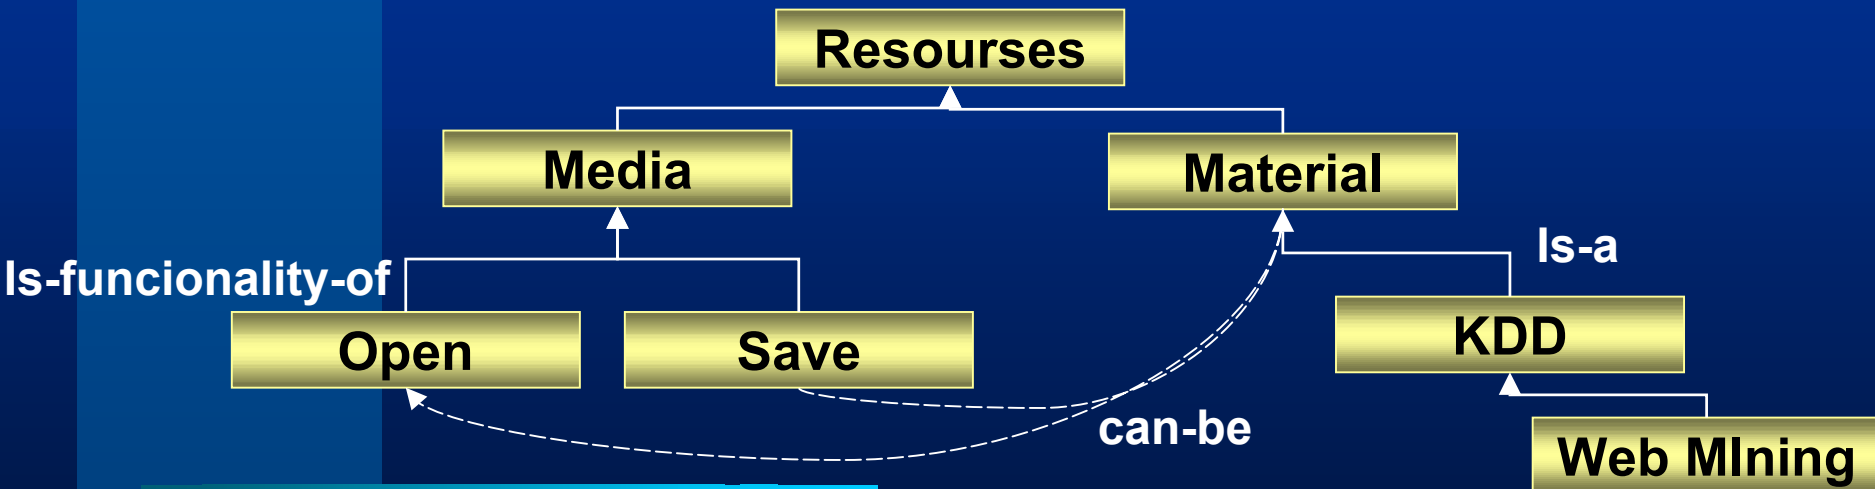 Resourses
Media
Material
Is-a
Is-funcionality-of
Open
Save
KDD
can-be
Web MIning